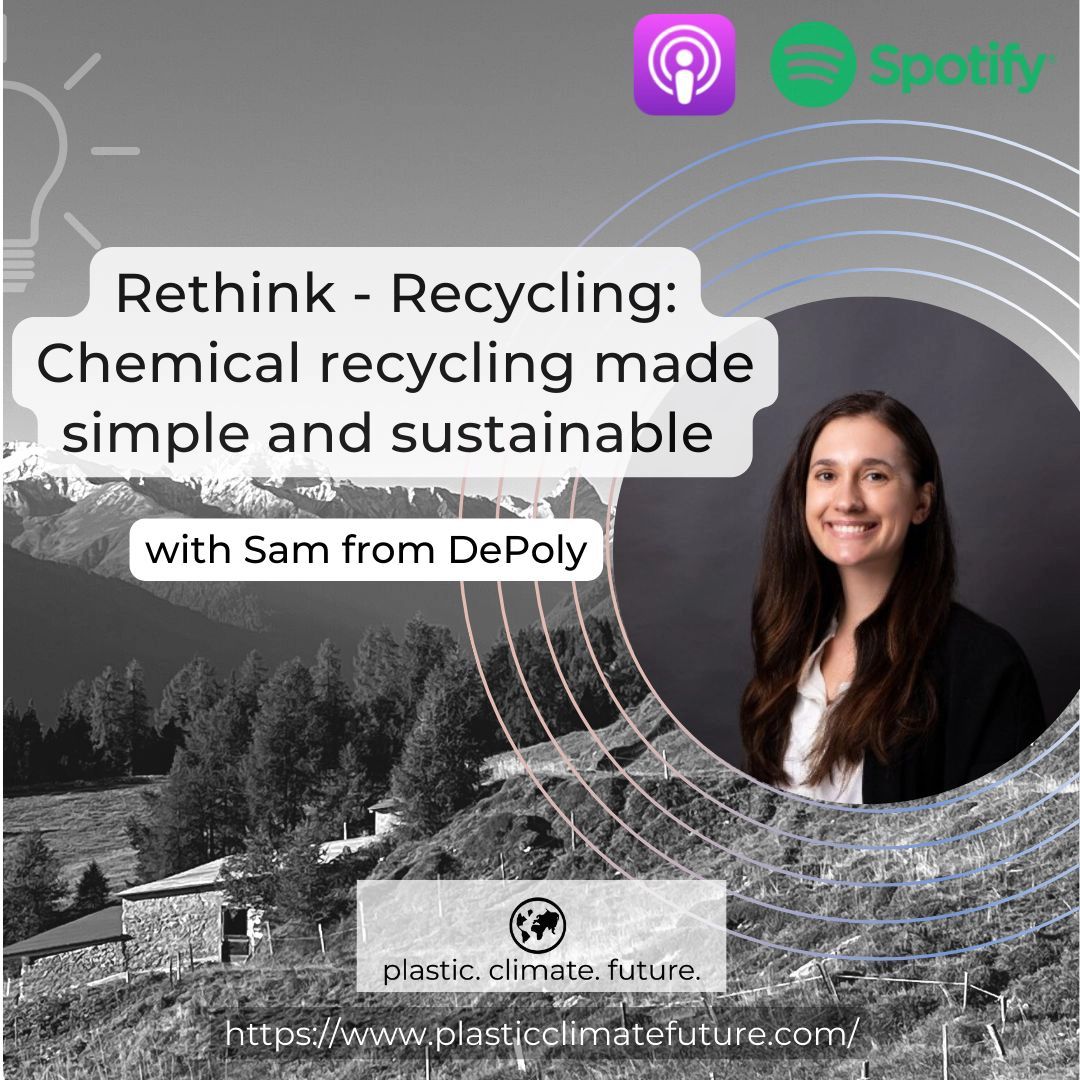 Spotify
Rethink - Recycling:
Chemical recycling made
simple and sustainable
with Sam from DePoly
plastic. climate. future.
https://www.plasticclimatefuture.com/